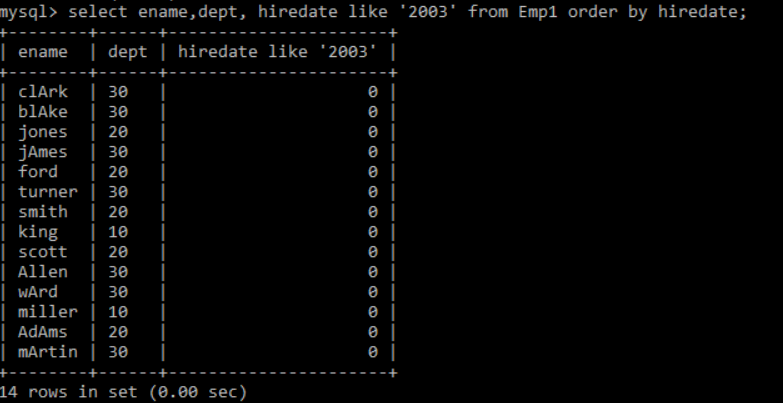 mysql> select ename,dept, hiredate like '2003' from Emp1 order by hiredate;
+--------+------+----------------------+
| ename  | dept | hiredate like '2003' |
+--------+------+----------------------+
| clArk  | 30   |                    0 |
| blAke  | 30   |                    0 |
| jones  | 20   |                    0 |
| jAmes  | 30   |                    0 |
| ford   | 20   |                    0 |
| turner | 30   |                    0 |
| smith  | 20   |                    0 |
| king   | 10   |                    0 |
| scott  | 20   |                    0 |
| Allen  | 30   |                    0 |
| wArd   | 30   |                    0 |
| miller | 10   |                    0 |
| AdAms  | 20   |                    0 |
| mArtin | 30   |                    0 |
+--------+------+----------------------+
14 rows in set (0.00 sec)